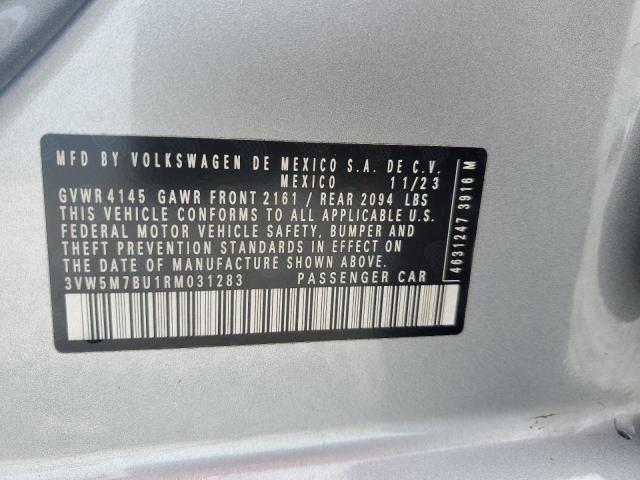 MFD BY VOLKSWAGEN DE MEXICO S.A. DE C.V.
MEXICO 11/23
GVWR 4145 GAWR FRONT 2161 / REAR 2094 LBS
THIS VEHICLE CONFORMS TO ALL APPLICABLE U.S.
FEDERAL MOTOR VEHICLE SAFETY, BUMPER AND
THEFT PREVENTION STANDARDS IN EFFECT ON
THE DATE OF MANUFACTURE SHOWN ABOVE.
3VW5M7BU1RM031283 PASSENGER CAR
4631247 3916 M